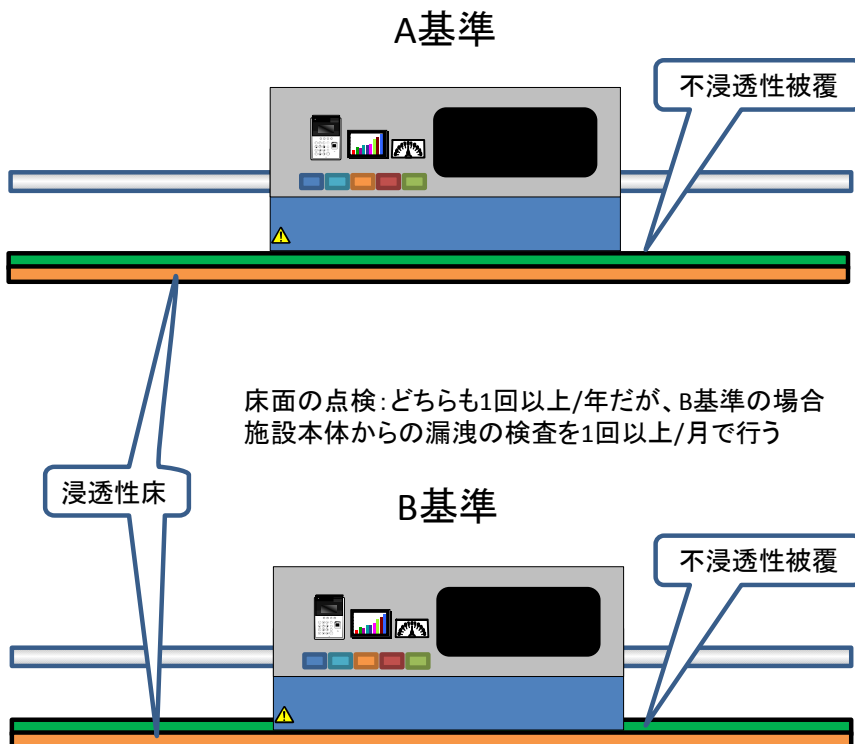 A基準
不浸透性被覆
床面の点検:どちらも1回以上/年だが、B基準の場合
施設本体からの漏洩の検査を1回以上/月で行う
浸透性床
B基準
不浸透性被覆